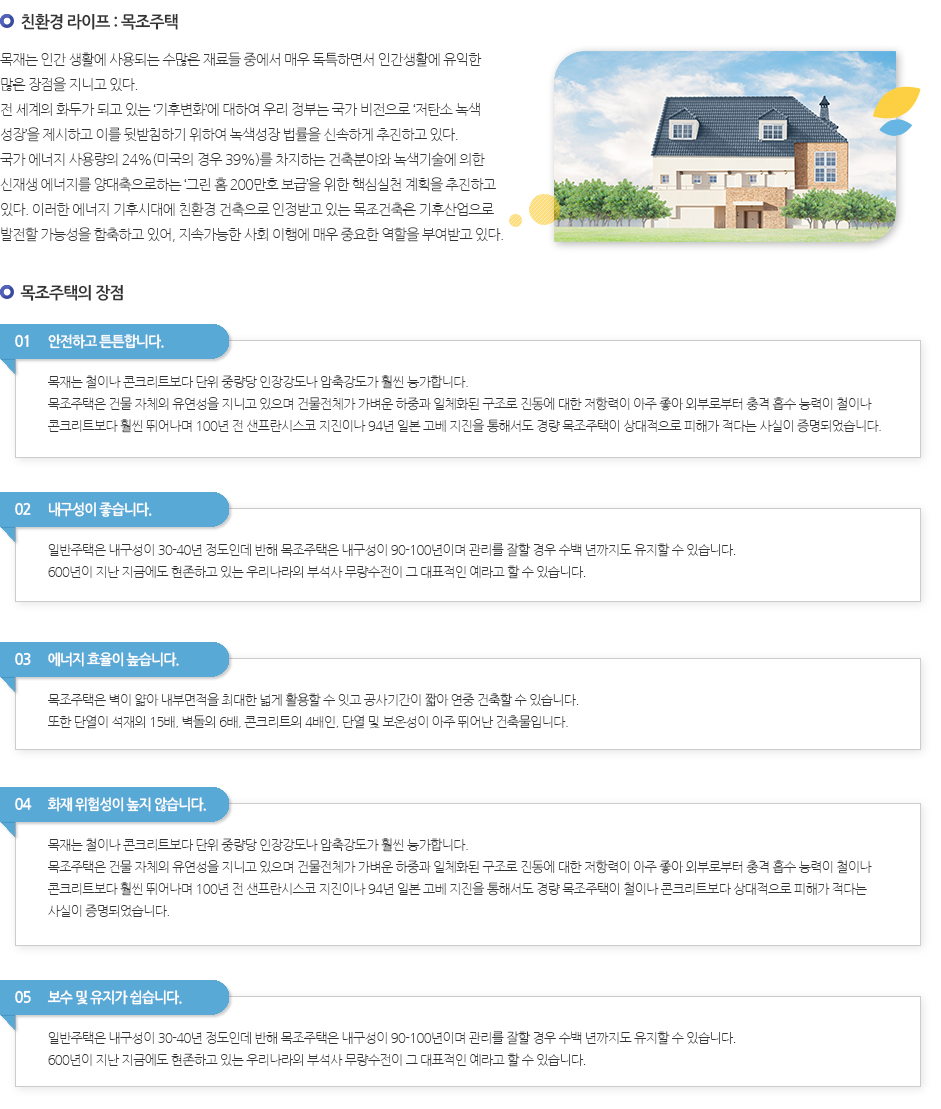 친환경 라이프 : 목조주택
목재는 인간 생활에 사용되는 수많은 재료들 중에서 매우 독특하면서 인간생활에 유익한
많은 장점을 지니고 있다.
전 세계의 화두가 되고 있는 '기후변화'에 대하여 우리 정부는 국가 비전으로 '저탄소 녹색
성장'을 제시하고 이를 뒷받침하기 위하여 녹색성장 법률을 신속하게 추진하고 있다.
국가 에너지 사용량의 24%(미국의 경우 39%)를 차지하는 건축분야와 녹색기술에 의한
신재생 에너지를 양대축으로하는 '그린 홈 200만호 보급'을 위한 핵심실천 계획을 추진하고
있다. 이러한 에너지 기후시대에 친환경 건축으로 인정받고 있는 목조건축은 기후산업으로
발전할 가능성을 함축하고 있어, 지속가능한 사회 이행에 매우 중요한 역할을 부여받고 있다.
목조주택의 장점
01 안전하고 튼튼합니다.
목재는 철이나 콘크리트보다 단위 중량당 인장강도나 압축강도가 훨씬 능가합니다.
목조주택은 건물 자체의 유연성을 지니고 있으며 건물전체가 가벼운 하중과 일체화된 구조로 진동에 대한 저항력이 아주 좋아 외부로부터 충격 흡수 능력이 철이나
콘크리트보다 훨씬 뛰어나며 100년 전 샌프란시스코 지진이나 94년 일본 고베 지진을 통해서도 경량 목조주택이 상대적으로 피해가 적다는 사실이 증명되었습니다.
02 내구성이 좋습니다.
일반주택은 내구성이 30-40년 정도인데 반해 목조주택은 내구성이 90-100년이며 관리를 잘할 경우 수백 년까지도 유지할 수 있습니다.
600년이 지난 지금에도 현존하고 있는 우리나라의 부석사 무량수전이 그 대표적인 예라고 할 수 있습니다.
03 에너지 효율이 높습니다.
목조주택은 벽이 얇아 내부면적을 최대한 넓게 활용할 수 잇고 공사기간이 짧아 연중 건축할 수 있습니다.
또한 단열이 석재의 15배, 벽돌의 6배, 콘크리트의 4배인, 단열 및 보온성이 아주 뛰어난 건축물입니다.
04 화재 위험성이 높지 않습니다.
목재는 철이나 콘크리트보다 단위 중량당 인장강도나 압축강도가 훨씬 능가합니다.
목조주택은 건물 자체의 유연성을 지니고 있으며 건물전체가 가벼운 하중과 일체화된 구조로 진동에 대한 저항력이 아주 좋아 외부로부터 충격 흡수 능력이 철이나
콘크리트보다 훨씬 뛰어나며 100년 전 샌프란시스코 지진이나 94년 일본 고베 지진을 통해서도 경량 목조주택이 철이나 콘크리트보다 상대적으로 피해가 적다는
사실이 증명되었습니다.
05 보수 및 유지가 쉽습니다.
일반주택은 내구성이 30-40년 정도인데 반해 목조주택은 내구성이 90-100년이며 관리를 잘할 경우 수백 년까지도 유지할 수 있습니다.
600년이 지난 지금에도 현존하고 있는 우리나라의 부석사 무량수전이 그 대표적인 예라고 할 수 있습니다.